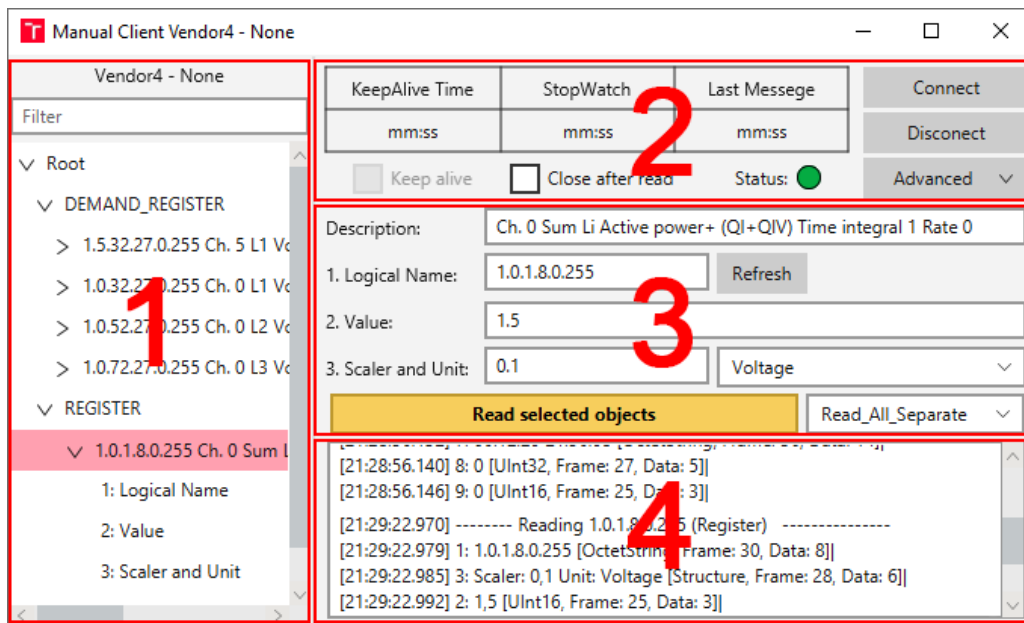 Manual Client Vendor4 - None
Vendor4 - None
Filter
Root
DEMAND_REGISTER
1.5.32.27.0.255 Ch. 5 L1 Vo
1.0.32.27.0.255 Ch. 0 L1 Vo
1.0.52.27.0.255 Ch. 0 L2 Vo
1.0.72.27.0.255 Ch. 0 L3 Vo
REGISTER
1.0.1.8.0.255 Ch. 0 Sum L
1: Logical Name
2: Value
3: Scaler and Unit
1
KeepAlive Time StopWatch Last Messege
mm:ss mm:ss mm:ss
Keep alive Close after read Status:
Connect
Disconect
Advanced
2
Description: Ch. 0 Sum Li Active power+ (QI+QIV) Time integral 1 Rate 0
1. Logical Name: 1.0.1.8.0.255 Refresh
2. Value: 1.5
3. Scaler and Unit: 0.1 Voltage
Read selected objects Read_All_Separate
3
[21:28:56.140] 8: 0 [UInt32, Frame: 27, Data: 5]|
[21:28:56.146] 9: 0 [UInt16, Frame: 25, Data: 3]|
[21:29:22.970] -------- Reading 1.0.1.8.0.255 (Register) ---------------
[21:29:22.979] 1: 1.0.1.8.0.255 [OctetString, Frame: 30, Data: 8]|
[21:29:22.985] 3: Scaler: 0,1 Unit: Voltage [Structure, Frame: 28, Data: 6]|
[21:29:22.992] 2: 1,5 [UInt16, Frame: 25, Data: 3]|
4